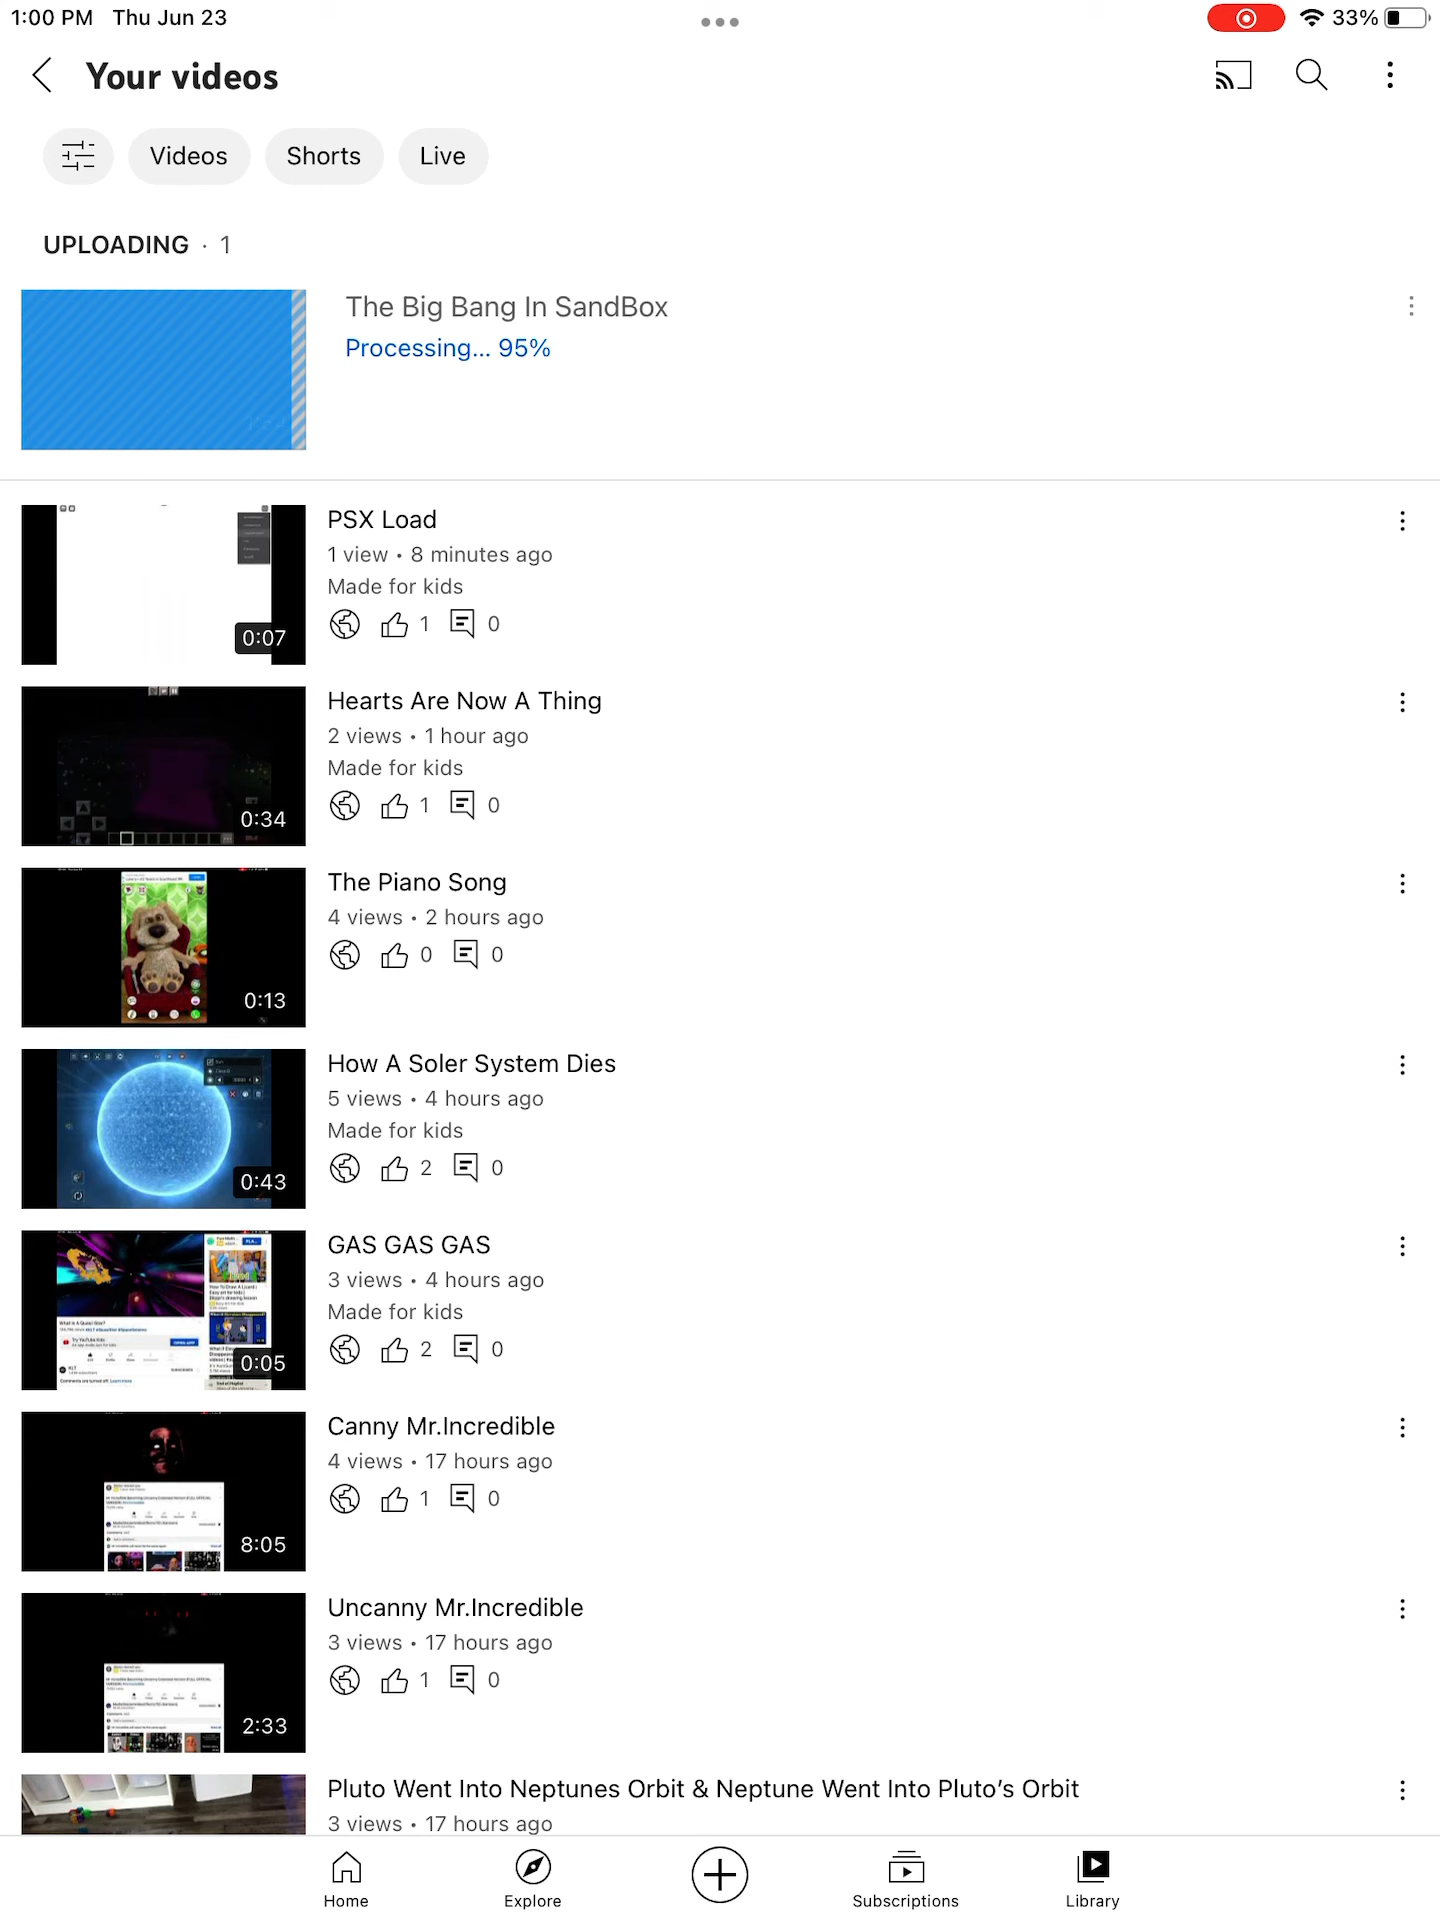 1:00 PM Thu Jun 23
33%
Your videos
Videos Shorts Live
UPLOADING · 1
The Big Bang In SandBox
Processing... 95%
PSX Load
1 view • 8 minutes ago
Made for kids
1 0
0:07
Hearts Are Now A Thing
2 views • 1 hour ago
Made for kids
1 0
0:34
The Piano Song
4 views • 2 hours ago
0 0
0:13
How A Soler System Dies
5 views • 4 hours ago
Made for kids
2 0
0:43
GAS GAS GAS
3 views • 4 hours ago
Made for kids
2 0
0:05
Canny Mr.Incredible
4 views • 17 hours ago
1 0
8:05
Uncanny Mr.Incredible
3 views • 17 hours ago
1 0
2:33
Pluto Went Into Neptunes Orbit & Neptune Went Into Pluto’s Orbit
3 views • 17 hours ago
Home Explore Subscriptions Library